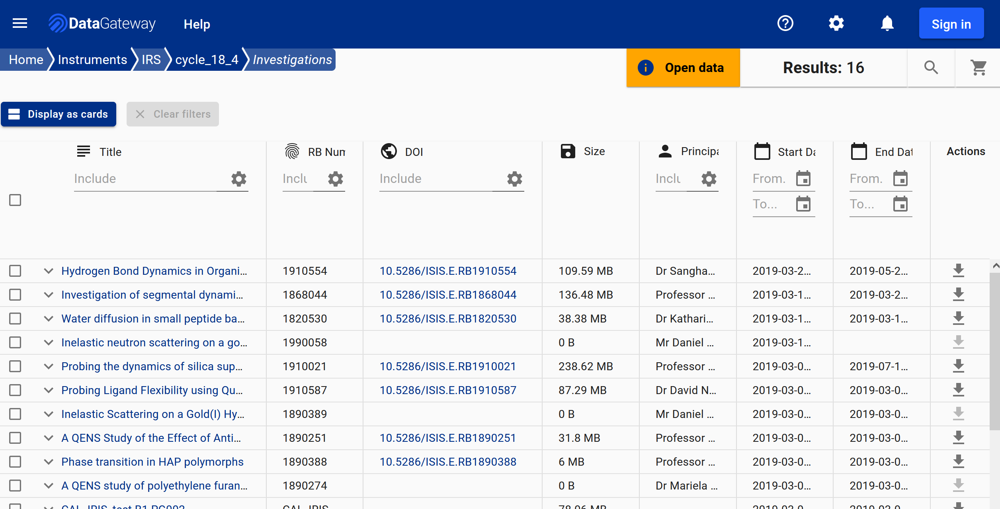 DataGateway Help Sign in
Home Instruments IRS cycle_18_4 Investigations Open data Results: 16
Display as cards Clear filters
Title RB Num DOI Size Principa Start Da End Dat Actions
Include Inclu Include Inclu From. From.
To... To...
Hydrogen Bond Dynamics in Organi... 1910554 10.5286/ISIS.E.RB1910554 109.59 MB Dr Sangha... 2019-03-2... 2019-05-2...
Investigation of segmental dynami... 1868044 10.5286/ISIS.E.RB1868044 136.48 MB Professor ... 2019-03-1... 2019-03-2...
Water diffusion in small peptide ba... 1820530 10.5286/ISIS.E.RB1820530 38.38 MB Dr Kathari... 2019-03-1... 2019-03-1...
Inelastic neutron scattering on a go... 1990058 0 B Mr Daniel ... 2019-03-1...
Probing the dynamics of silica sup... 1910021 10.5286/ISIS.E.RB1910021 238.62 MB Professor ... 2019-03-0... 2019-07-1...
Probing Ligand Flexibility using Qu... 1910587 10.5286/ISIS.E.RB1910587 87.29 MB Dr David N... 2019-03-0... 2019-03-0...
Inelastic Scattering on a Gold(I) Hy... 1890389 0 B Mr Daniel ... 2019-03-0... 2019-03-0...
A QENS Study of the Effect of Anti... 1890251 10.5286/ISIS.E.RB1890251 31.8 MB Professor ... 2019-03-0... 2019-03-0...
Phase transition in HAP polymorphs 1890388 10.5286/ISIS.E.RB1890388 6 MB Professor ... 2019-03-0... 2019-03-0...
A QENS study of polyethylene furan... 1890274 0 B Dr Mariela ... 2019-03-0... 2019-03-0...